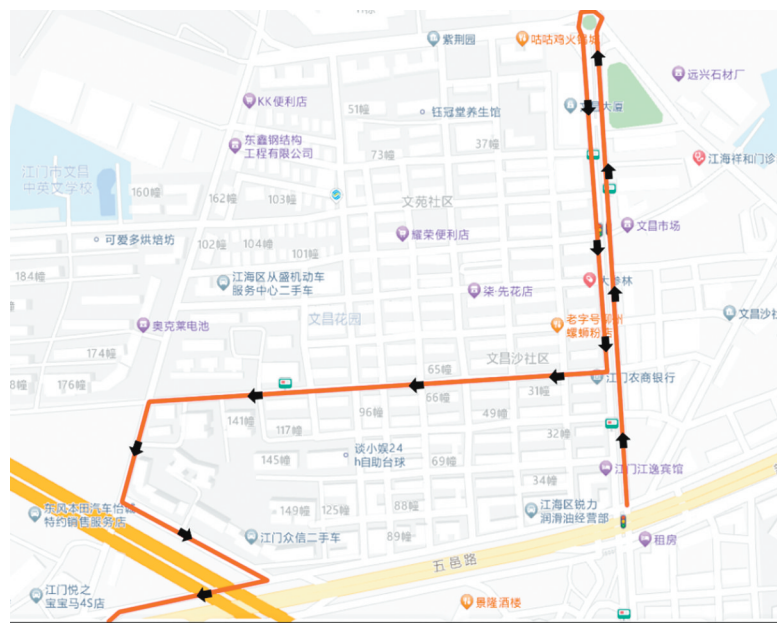 紫荆园
咕咕鸡火锅城
远兴石材厂
KK便利店
51幢
钰冠堂养生馆
文昌大厦
东鑫钢结构
工程有限公司
37幢
73幢
江海祥和门诊
江门市文昌
中英文学校
160幢
162幢
103幢
文苑社区
可爱多烘焙坊
102幢
104幢
101幢
耀荣便利店
文昌市场
184幢
江海区从盛机动车
服务中心二手车
柒·先花店
大参林
文昌沙社
奥克莱电池
文昌花园
老字号
螺蛳粉
174幢
文昌沙社区
65幢
176幢
江门农商银行
31幢
66幢
96幢
49幢
141幢
117幢
32幢
谈小娱24
h自助台球
145幢
69幢
江门江逸宾馆
34幢
东风本田汽车怡诚
特约销售服务店
149幢
125幢
88幢
江海区锐力
润滑油经营部
江门众信二手车
89幢
租房
五邑路
江门悦之
宝宝马4S店
景隆酒楼